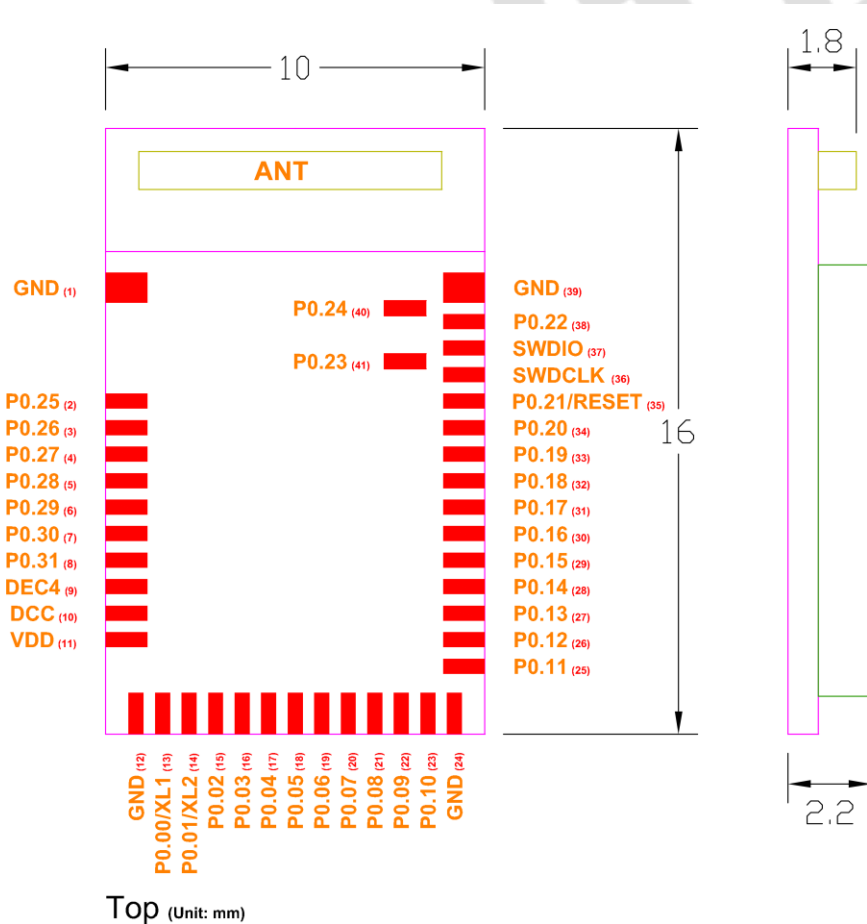 10
1.8
ANT
GND (1)
P0.24 (40)
GND (39)
P0.22 (38)
P0.23 (41)
SWDIO (37)
SWDCLK (36)
P0.25 (2)
P0.21/RESET (35)
P0.26 (3)
P0.20 (34)
16
P0.27 (4)
P0.19 (33)
P0.28 (5)
P0.18 (32)
P0.29 (6)
P0.17 (31)
P0.30 (7)
P0.16 (30)
P0.31 (8)
P0.15 (29)
DEC4 (9)
P0.14 (28)
DCC (10)
P0.13 (27)
VDD (11)
P0.12 (26)
P0.11 (25)
GND (12)
P0.00/XL1 (13)
P0.01/XL2 (14)
P0.02 (15)
P0.03 (16)
P0.04 (17)
P0.05 (18)
P0.06 (19)
P0.07 (20)
P0.08 (21)
P0.09 (22)
P0.10 (23)
GND (24)
2.2
Top (Unit: mm)